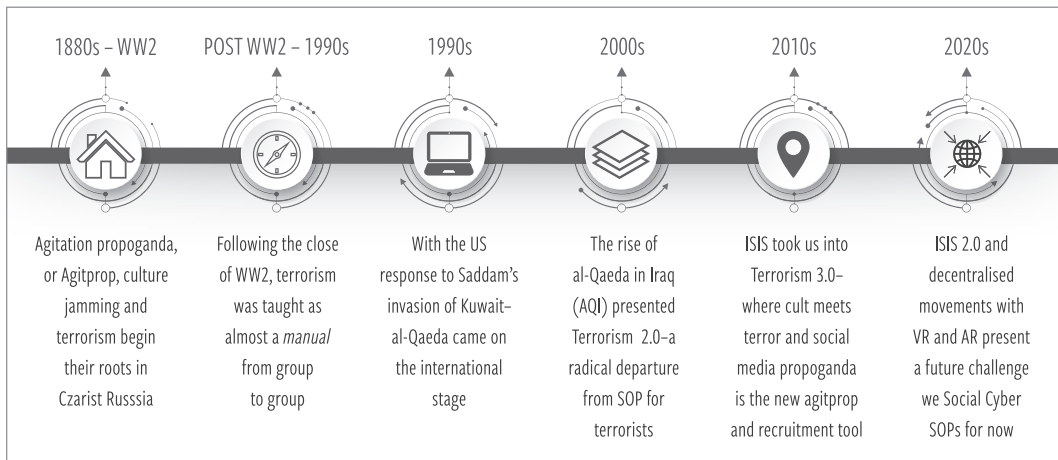 1880s – WW2
Agitation propoganda,
or Agitprop, culture
jamming and
terrorism begin
their roots in
Czarist Russsia
POST WW2 – 1990s
Following the close
of WW2, terrorism
was taught as
almost a manual
from group
to group
1990s
With the US
response to Saddam's
invasion of Kuwait–
al-Qaeda came on
the international
stage
2000s
The rise of
al-Qaeda in Iraq
(AQI) presented
Terrorism 2.0–a
radical departure
from SOP for
terrorists
2010s
ISIS took us into
Terrorism 3.0–
where cult meets
terror and social
media propaganda
is the new agitprop
and recruitment tool
2020s
ISIS 2.0 and
decentralised
movements with
VR and AR present
a future challenge
we Social Cyber
SOPs for now